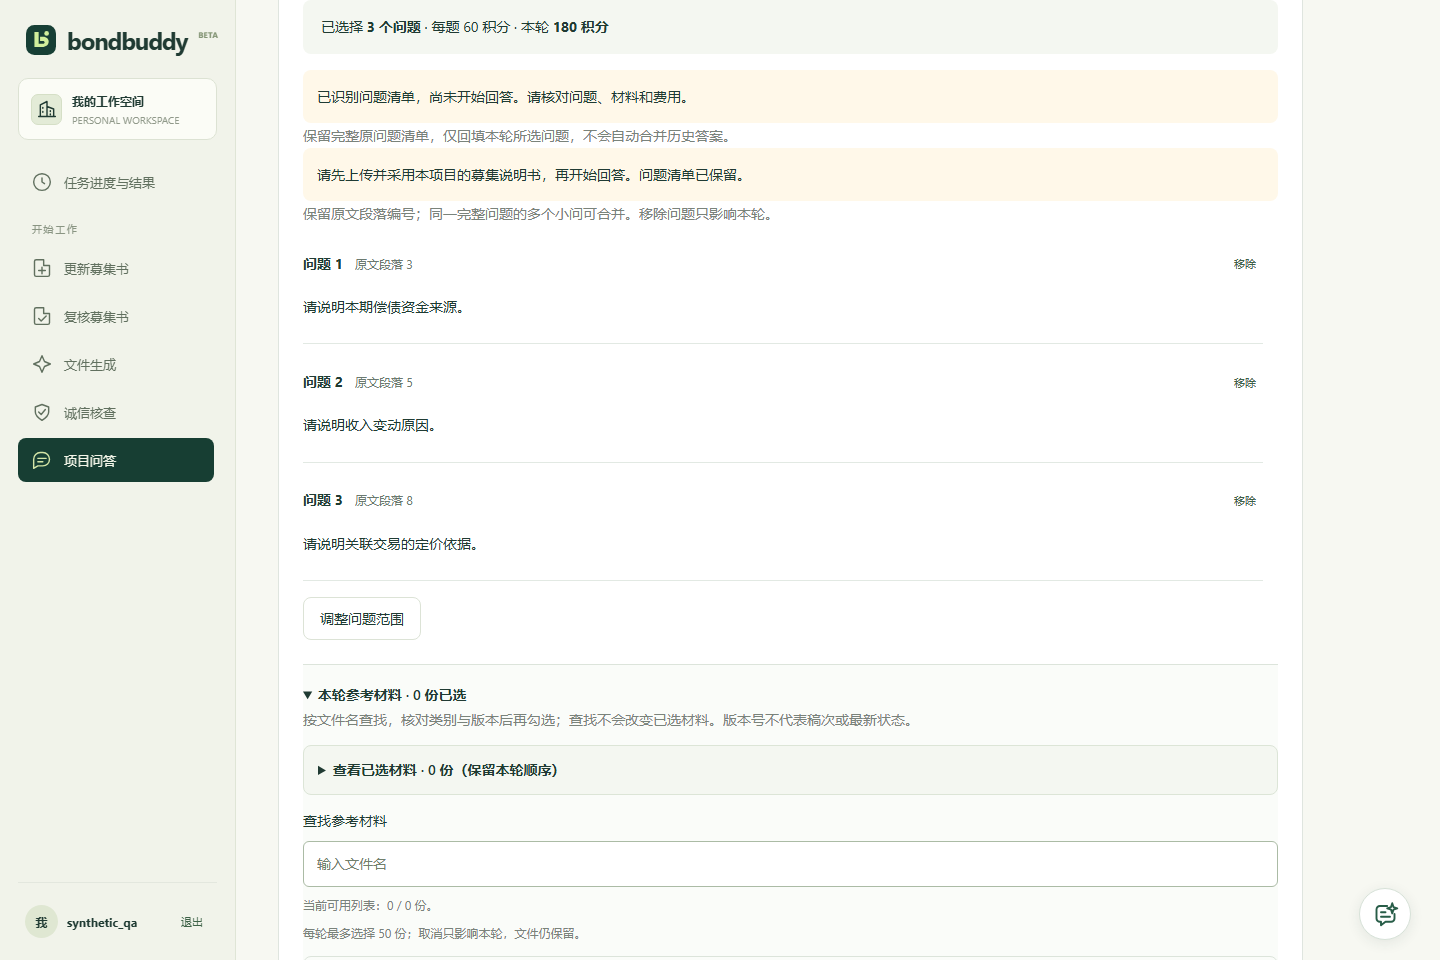 bondbuddy BETA
我的工作空间
PERSONAL WORKSPACE
任务进度与结果
开始工作
更新募集书
复核募集书
文件生成
诚信核查
项目问答
我 synthetic_qa 退出
已选择 3 个问题 · 每题 60 积分 · 本轮 180 积分
已识别问题清单，尚未开始回答。请核对问题、材料和费用。
保留完整原问题清单，仅回填本轮所选问题，不会自动合并历史答案。
请先上传并采用本项目的募集说明书，再开始回答。问题清单已保留。
保留原文段落编号；同一完整问题的多个小问可合并。移除问题只影响本轮。
问题 1 原文段落 3 移除
请说明本期偿债资金来源。
问题 2 原文段落 5 移除
请说明收入变动原因。
问题 3 原文段落 8 移除
请说明关联交易的定价依据。
调整问题范围
▼ 本轮参考材料 · 0 份已选
按文件名查找，核对类别与版本后再勾选；查找不会改变已选材料。版本号不代表稿次或最新状态。
▶ 查看已选材料 · 0 份（保留本轮顺序）
查找参考材料
输入文件名
当前可用列表：0 / 0 份。
每轮最多选择 50 份；取消只影响本轮，文件仍保留。